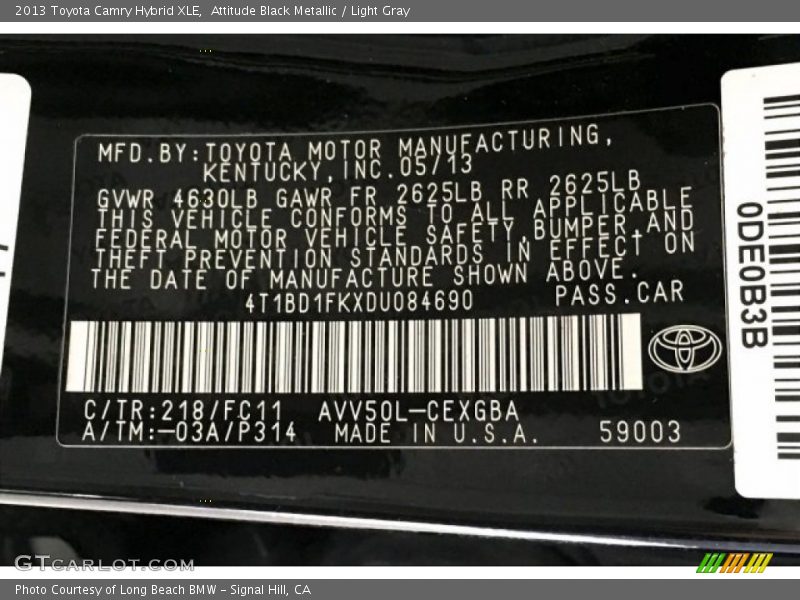 2013 Toyota Camry Hybrid XLE,  Attitude Black Metallic / Light Gray
MFD.BY:TOYOTA MOTOR MANUFACTURING,
KENTUCKY,INC.05/13
GVWR 4630LB GAWR FR 2625LB RR 2625LB
THIS VEHICLE CONFORMS TO ALL APPLICABLE
FEDERAL MOTOR VEHICLE SAFETY,BUMPER,AND
THEFT PREVENTION STANDARDS IN EFFECT ON
THE DATE OF MANUFACTURE SHOWN ABOVE.
4T1BD1FKXDU084690 PASS.CAR
C/TR:218/FC11 AVV50L-CEXGBA
A/TM:-03A/P314 MADE IN U.S.A. 59003
0DE0B3B
GTCARLOT.COM
Photo Courtesy of Long Beach BMW - Signal Hill, CA